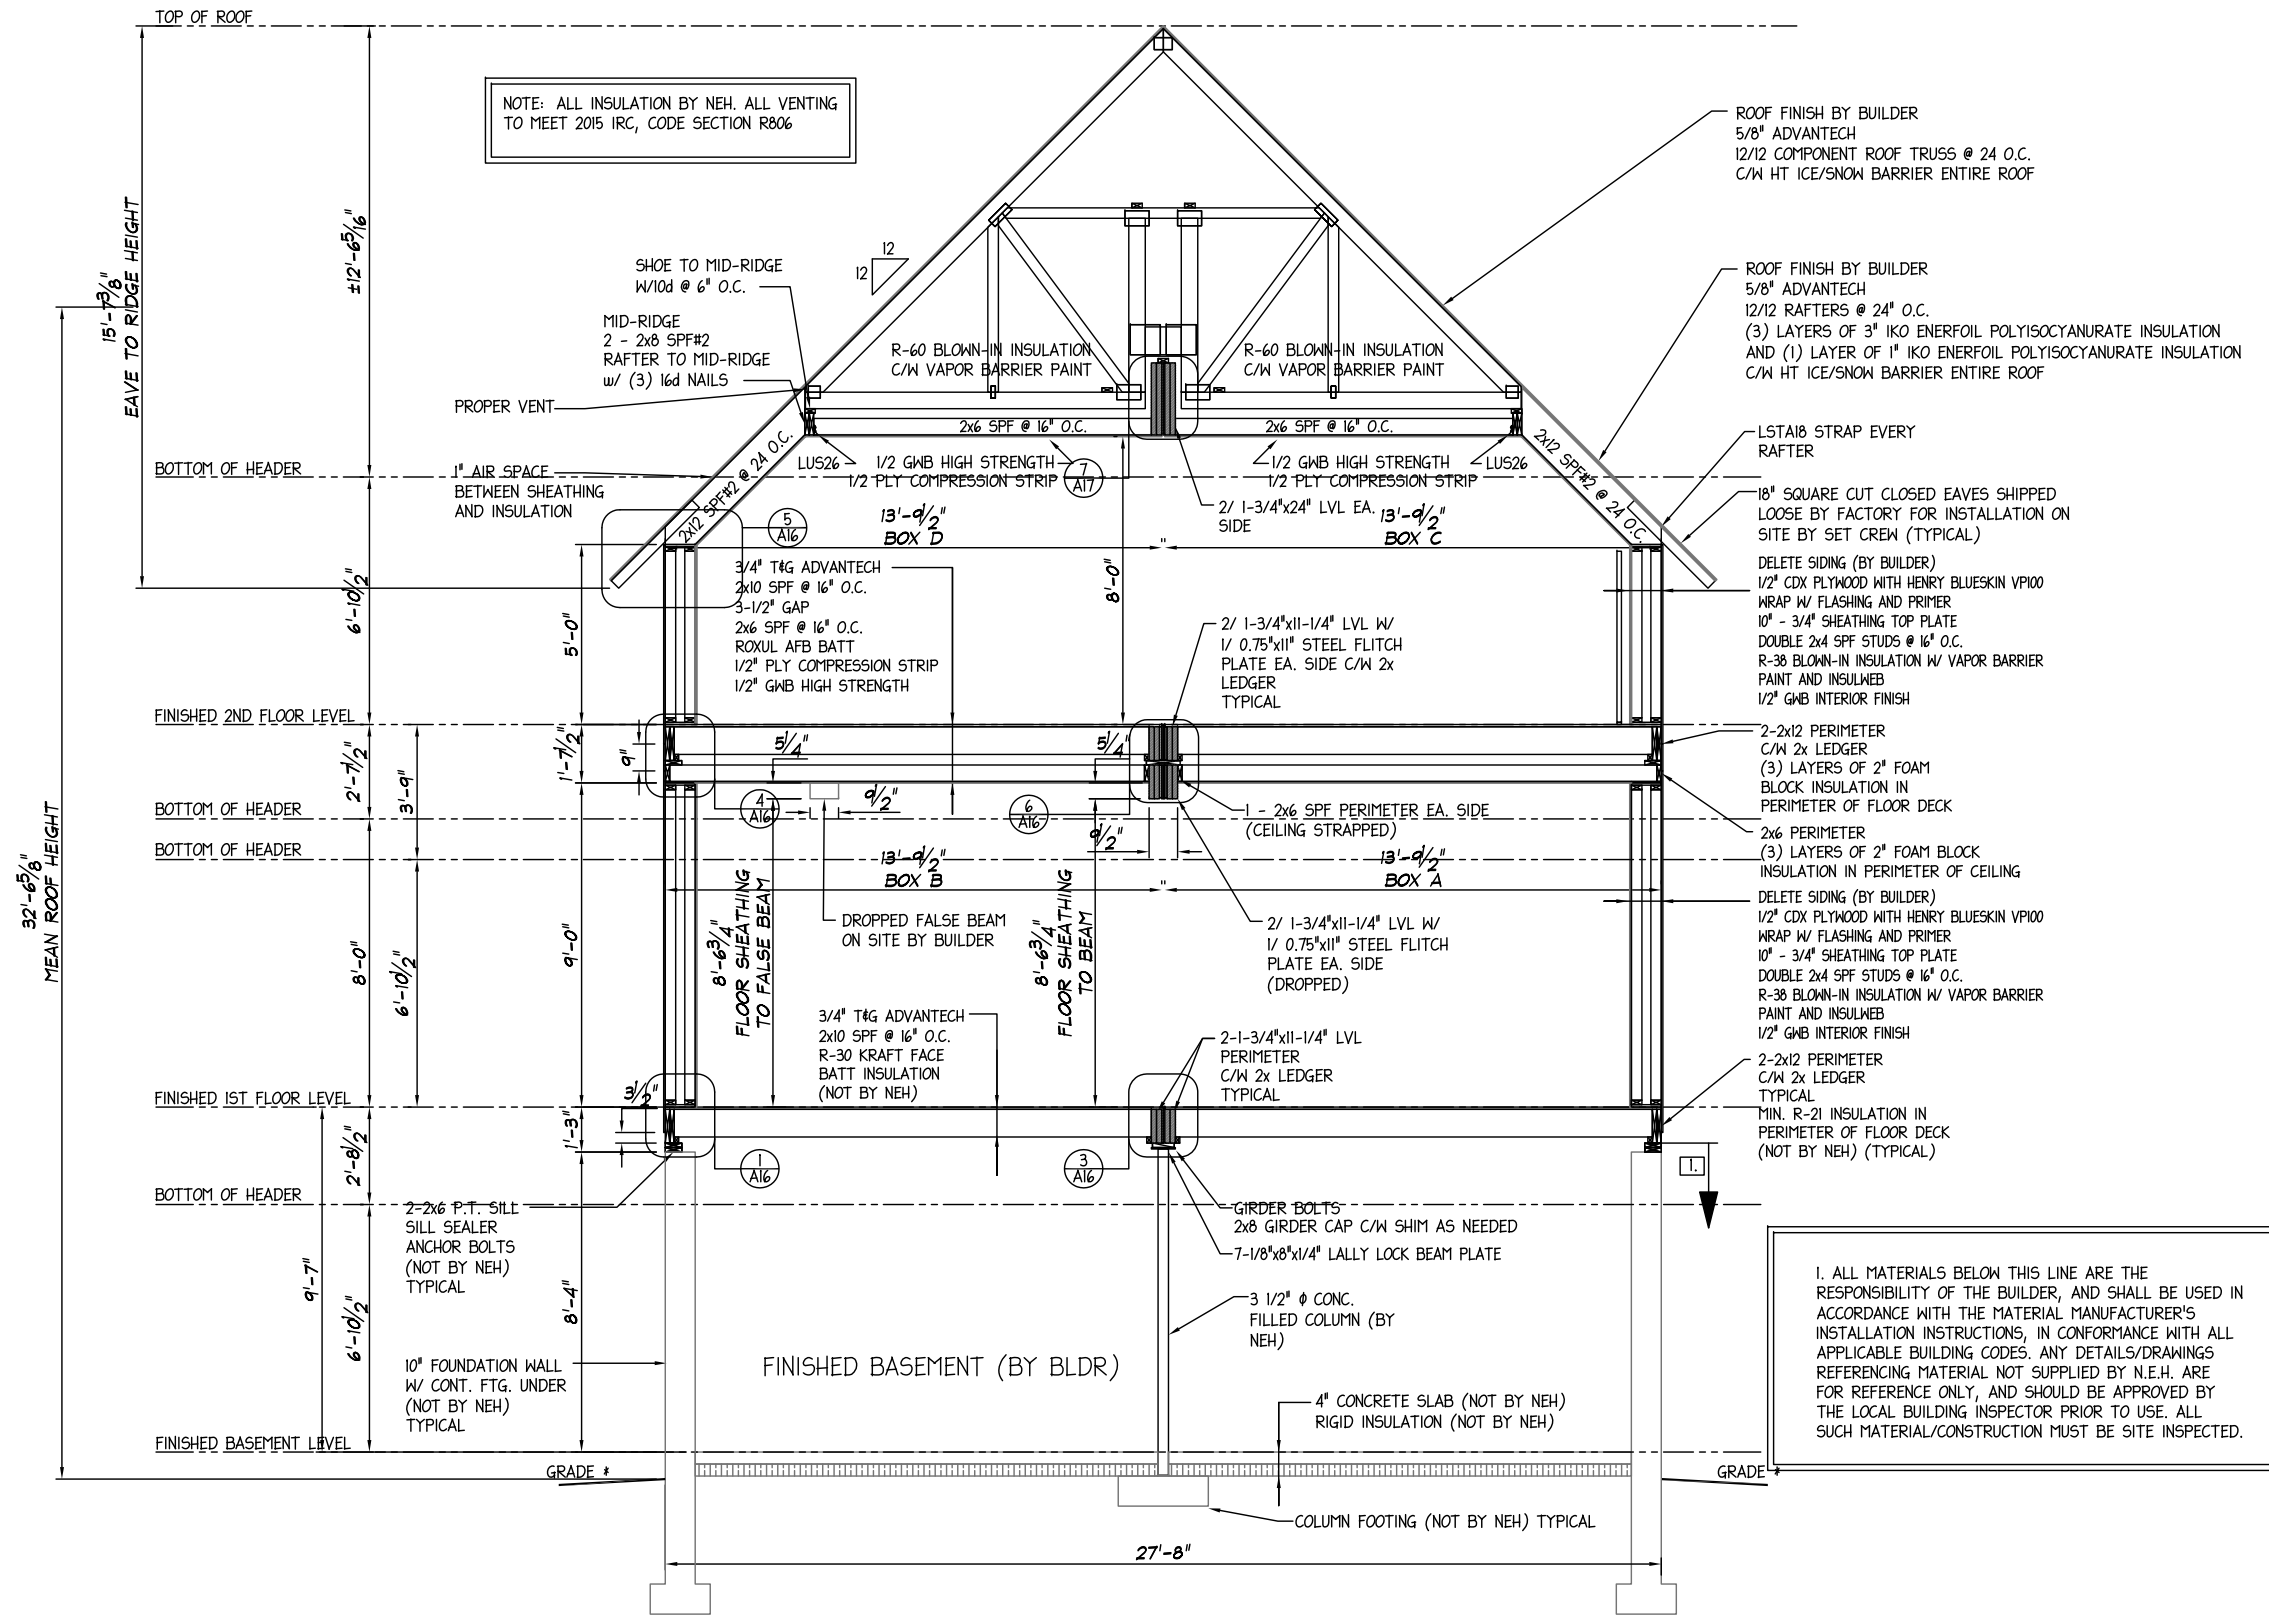 TOP OF ROOF
NOTE: ALL INSULATION BY NEH. ALL VENTING
TO MEET 2015 IRC, CODE SECTION R806
15'-7 3/8"
EAVE TO RIDGE HEIGHT
±12'-6 5/16"
12
12
SHOE TO MID-RIDGE
W/10d @ 6" O.C.
MID-RIDGE
2 - 2x8 SPF#2
RAFTER TO MID-RIDGE
w/ (3) 16d NAILS
PROPER VENT
R-60 BLOWN-IN INSULATION
C/W VAPOR BARRIER PAINT
R-60 BLOWN-IN INSULATION
C/W VAPOR BARRIER PAINT
ROOF FINISH BY BUILDER
5/8" ADVANTECH
12/12 COMPONENT ROOF TRUSS @ 24 O.C.
C/W HT ICE/SNOW BARRIER ENTIRE ROOF
ROOF FINISH BY BUILDER
5/8" ADVANTECH
12/12 RAFTERS @ 24" O.C.
(3) LAYERS OF 3" IKO ENERFOIL POLYISOCYANURATE INSULATION
AND (1) LAYER OF 1" IKO ENERFOIL POLYISOCYANURATE INSULATION
C/W HT ICE/SNOW BARRIER ENTIRE ROOF
2x6 SPF @ 16" O.C.
2x6 SPF @ 16" O.C.
2x12 SPF#2 @ 24 O.C.
2x12 SPF#2 @ 24 O.C.
LUS26
1/2 GWB HIGH STRENGTH
1/2 PLY COMPRESSION STRIP
7
A17
1/2 GWB HIGH STRENGTH
1/2 PLY COMPRESSION STRIP
LUS26
LSTA18 STRAP EVERY
RAFTER
BOTTOM OF HEADER
1" AIR SPACE
BETWEEN SHEATHING
AND INSULATION
5
A16
2/ 1-3/4"x24" LVL EA.
SIDE
13'-9 1/2"
BOX D
13'-9 1/2"
BOX C
"
18" SQUARE CUT CLOSED EAVES SHIPPED
LOOSE BY FACTORY FOR INSTALLATION ON
SITE BY SET CREW (TYPICAL)
DELETE SIDING (BY BUILDER)
1/2" CDX PLYWOOD WITH HENRY BLUESKIN VP100
WRAP W/ FLASHING AND PRIMER
10" - 3/4" SHEATHING TOP PLATE
DOUBLE 2x4 SPF STUDS @ 16" O.C.
R-38 BLOWN-IN INSULATION W/ VAPOR BARRIER
PAINT AND INSULWEB
1/2" GWB INTERIOR FINISH
6'-10 1/2"
5'-0"
8'-0"
3/4" T&G ADVANTECH
2x10 SPF @ 16" O.C.
3-1/2" GAP
2x6 SPF @ 16" O.C.
ROXUL AFB BATT
1/2" PLY COMPRESSION STRIP
1/2" GWB HIGH STRENGTH
2/ 1-3/4"x11-1/4" LVL W/
1/ 0.75"x11" STEEL FLITCH
PLATE EA. SIDE C/W 2x
LEDGER
TYPICAL
FINISHED 2ND FLOOR LEVEL
2'-7 1/2"
3'-9"
1'-7 1/2"
9"
5 1/4"
5 1/4"
2-2x12 PERIMETER
C/W 2x LEDGER
(3) LAYERS OF 2" FOAM
BLOCK INSULATION IN
PERIMETER OF FLOOR DECK
BOTTOM OF HEADER
4
A16
9 1/2"
6
A16
9 1/2"
1 - 2x6 SPF PERIMETER EA. SIDE
(CEILING STRAPPED)
2x6 PERIMETER
(3) LAYERS OF 2" FOAM BLOCK
INSULATION IN PERIMETER OF CEILING
BOTTOM OF HEADER
13'-9 1/2"
BOX B
13'-9 1/2"
BOX A
"
32'-6 5/8"
MEAN ROOF HEIGHT
8'-0"
6'-10 1/2"
9'-0"
8'-6 3/4"
FLOOR SHEATHING
TO FALSE BEAM
8'-6 3/4"
FLOOR SHEATHING
TO BEAM
DROPPED FALSE BEAM
ON SITE BY BUILDER
2/ 1-3/4"x11-1/4" LVL W/
1/ 0.75"x11" STEEL FLITCH
PLATE EA. SIDE
(DROPPED)
DELETE SIDING (BY BUILDER)
1/2" CDX PLYWOOD WITH HENRY BLUESKIN VP100
WRAP W/ FLASHING AND PRIMER
10" - 3/4" SHEATHING TOP PLATE
DOUBLE 2x4 SPF STUDS @ 16" O.C.
R-38 BLOWN-IN INSULATION W/ VAPOR BARRIER
PAINT AND INSULWEB
1/2" GWB INTERIOR FINISH
3/4" T&G ADVANTECH
2x10 SPF @ 16" O.C.
R-30 KRAFT FACE
BATT INSULATION
(NOT BY NEH)
2-1-3/4"x11-1/4" LVL
PERIMETER
C/W 2x LEDGER
TYPICAL
2-2x12 PERIMETER
C/W 2x LEDGER
TYPICAL
MIN. R-21 INSULATION IN
PERIMETER OF FLOOR DECK
(NOT BY NEH) (TYPICAL)
FINISHED 1ST FLOOR LEVEL
3 1/2"
1'-3"
2'-8 1/2"
1
A16
3
A16
1.
BOTTOM OF HEADER
2-2x6 P.T. SILL
SILL SEALER
ANCHOR BOLTS
(NOT BY NEH)
TYPICAL
GIRDER BOLTS
2x8 GIRDER CAP C/W SHIM AS NEEDED
7-1/8"x8"x1/4" LALLY LOCK BEAM PLATE
9'-7"
6'-10 1/2"
8'-4"
3 1/2" ϕ CONC.
FILLED COLUMN (BY
NEH)
10" FOUNDATION WALL
W/ CONT. FTG. UNDER
(NOT BY NEH)
TYPICAL
FINISHED BASEMENT (BY BLDR)
4" CONCRETE SLAB (NOT BY NEH)
RIGID INSULATION (NOT BY NEH)
1. ALL MATERIALS BELOW THIS LINE ARE THE
RESPONSIBILITY OF THE BUILDER, AND SHALL BE USED IN
ACCORDANCE WITH THE MATERIAL MANUFACTURER'S
INSTALLATION INSTRUCTIONS, IN CONFORMANCE WITH ALL
APPLICABLE BUILDING CODES. ANY DETAILS/DRAWINGS
REFERENCING MATERIAL NOT SUPPLIED BY N.E.H. ARE
FOR REFERENCE ONLY, AND SHOULD BE APPROVED BY
THE LOCAL BUILDING INSPECTOR PRIOR TO USE. ALL
SUCH MATERIAL/CONSTRUCTION MUST BE SITE INSPECTED.
FINISHED BASEMENT LEVEL
GRADE *
GRADE *
COLUMN FOOTING (NOT BY NEH) TYPICAL
27'-8"